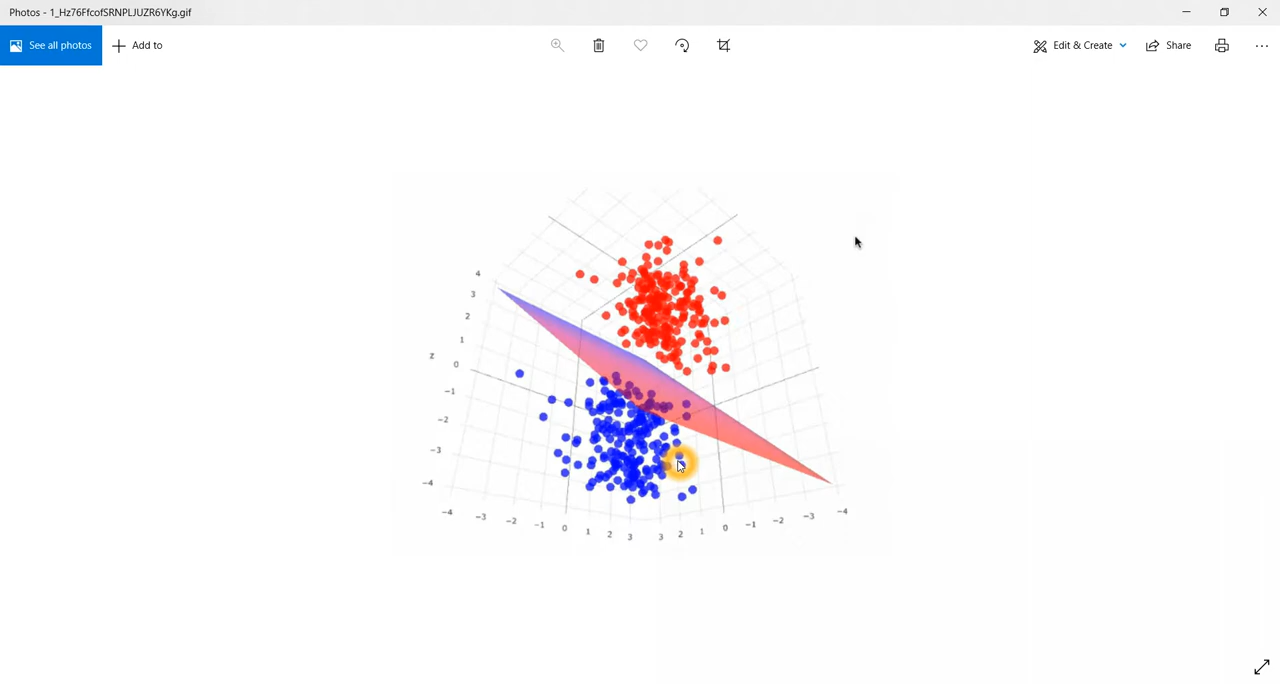 Photos - 1_Hz76FfcofSRNPLJUZR6YKg.gif
See all photos
Add to
Edit & Create
Share
4
3
2
1
z
0
−1
−2
−3
−4
−4 −3 −2 −1 0 1 2 3 3 2 1 0 −1 −2 −3 −4